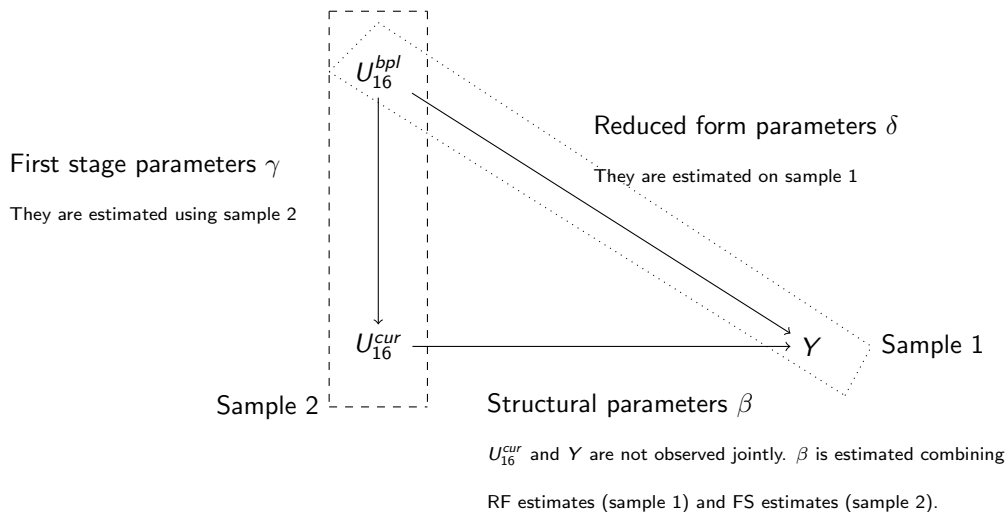 U_{16}^{bpl}
Reduced form parameters δ
They are estimated on sample 1
First stage parameters γ
They are estimated using sample 2
U_{16}^{cur}
Y
Sample 1
Sample 2
Structural parameters β
U_{16}^{cur} and Y are not observed jointly. β is estimated combining
RF estimates (sample 1) and FS estimates (sample 2).